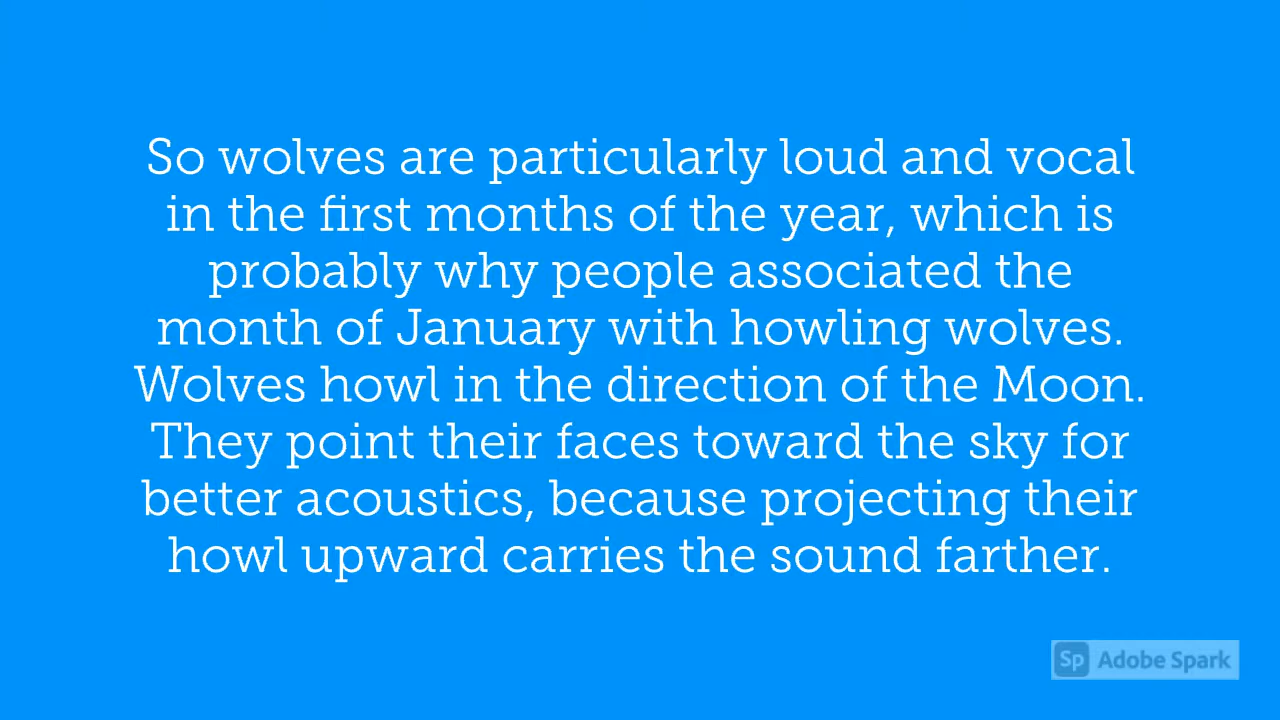 So wolves are particularly loud and vocal
in the first months of the year, which is
probably why people associated the
month of January with howling wolves.
Wolves howl in the direction of the Moon.
They point their faces toward the sky for
better acoustics, because projecting their
howl upward carries the sound farther.
Sp Adobe Spark